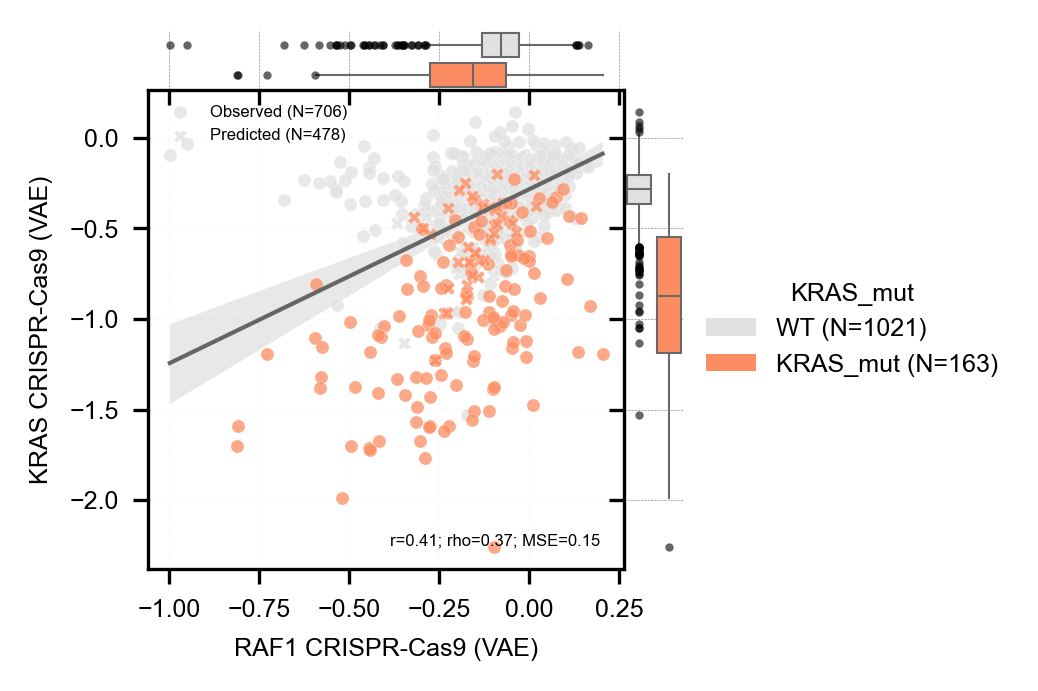 Observed (N=706)
Predicted (N=478)
0.0
−0.5
−1.0
−1.5
−2.0
KRAS CRISPR-Cas9 (VAE)
r=0.41; rho=0.37; MSE=0.15
−1.00 −0.75 −0.50 −0.25 0.00 0.25
RAF1 CRISPR-Cas9 (VAE)
KRAS_mut
WT (N=1021)
KRAS_mut (N=163)